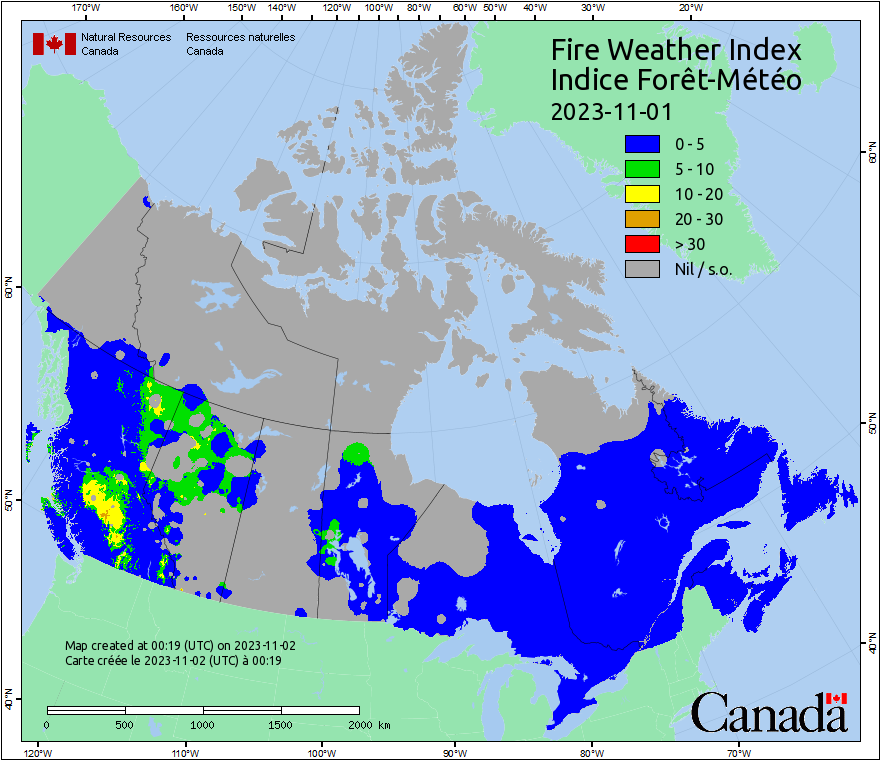 170°W 160°W 150°W 140°W 120°W 100°W 80°W 60°W 50°W 40°W 30°W 20°W
Natural Resources Ressources naturelles
Canada Canada
Fire Weather Index
Indice Forêt-Météo
2023-11-01
0 - 5
5 - 10
10 - 20
20 - 30
> 30
Nil / s.o.
60°N
50°N
40°N
60°N
50°N
40°N
Map created at 00:19 (UTC) on 2023-11-02
Carte créée le 2023-11-02 (UTC) à 00:19
0 500 1000 1500 2000 km
Canada
120°W 110°W 100°W 90°W 80°W 70°W